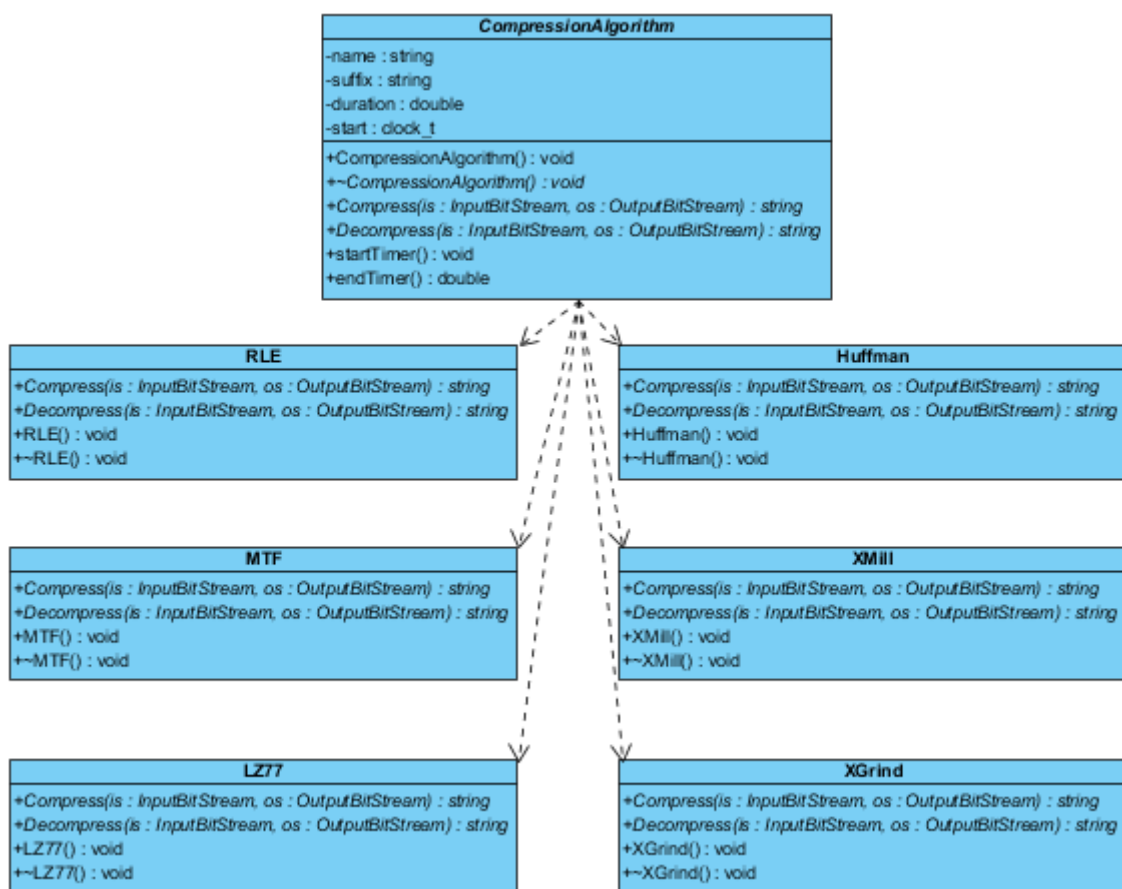 CompressionAlgorithm
-name : string
-suffix : string
-duration : double
-start : clock_t
+CompressionAlgorithm() : void
+~CompressionAlgorithm() : void
+Compress(is : InputBitStream, os : OutputBitStream) : string
+Decompress(is : InputBitStream, os : OutputBitStream) : string
+startTimer() : void
+endTimer() : double
RLE
+Compress(is : InputBitStream, os : OutputBitStream) : string
+Decompress(is : InputBitStream, os : OutputBitStream) : string
+RLE() : void
+~RLE() : void
Huffman
+Compress(is : InputBitStream, os : OutputBitStream) : string
+Decompress(is : InputBitStream, os : OutputBitStream) : string
+Huffman() : void
+~Huffman() : void
MTF
+Compress(is : InputBitStream, os : OutputBitStream) : string
+Decompress(is : InputBitStream, os : OutputBitStream) : string
+MTF() : void
+~MTF() : void
XMill
+Compress(is : InputBitStream, os : OutputBitStream) : string
+Decompress(is : InputBitStream, os : OutputBitStream) : string
+XMill() : void
+~XMill() : void
LZ77
+Compress(is : InputBitStream, os : OutputBitStream) : string
+Decompress(is : InputBitStream, os : OutputBitStream) : string
+LZ77() : void
+~LZ77() : void
XGrind
+Compress(is : InputBitStream, os : OutputBitStream) : string
+Decompress(is : InputBitStream, os : OutputBitStream) : string
+XGrind() : void
+~XGrind() : void